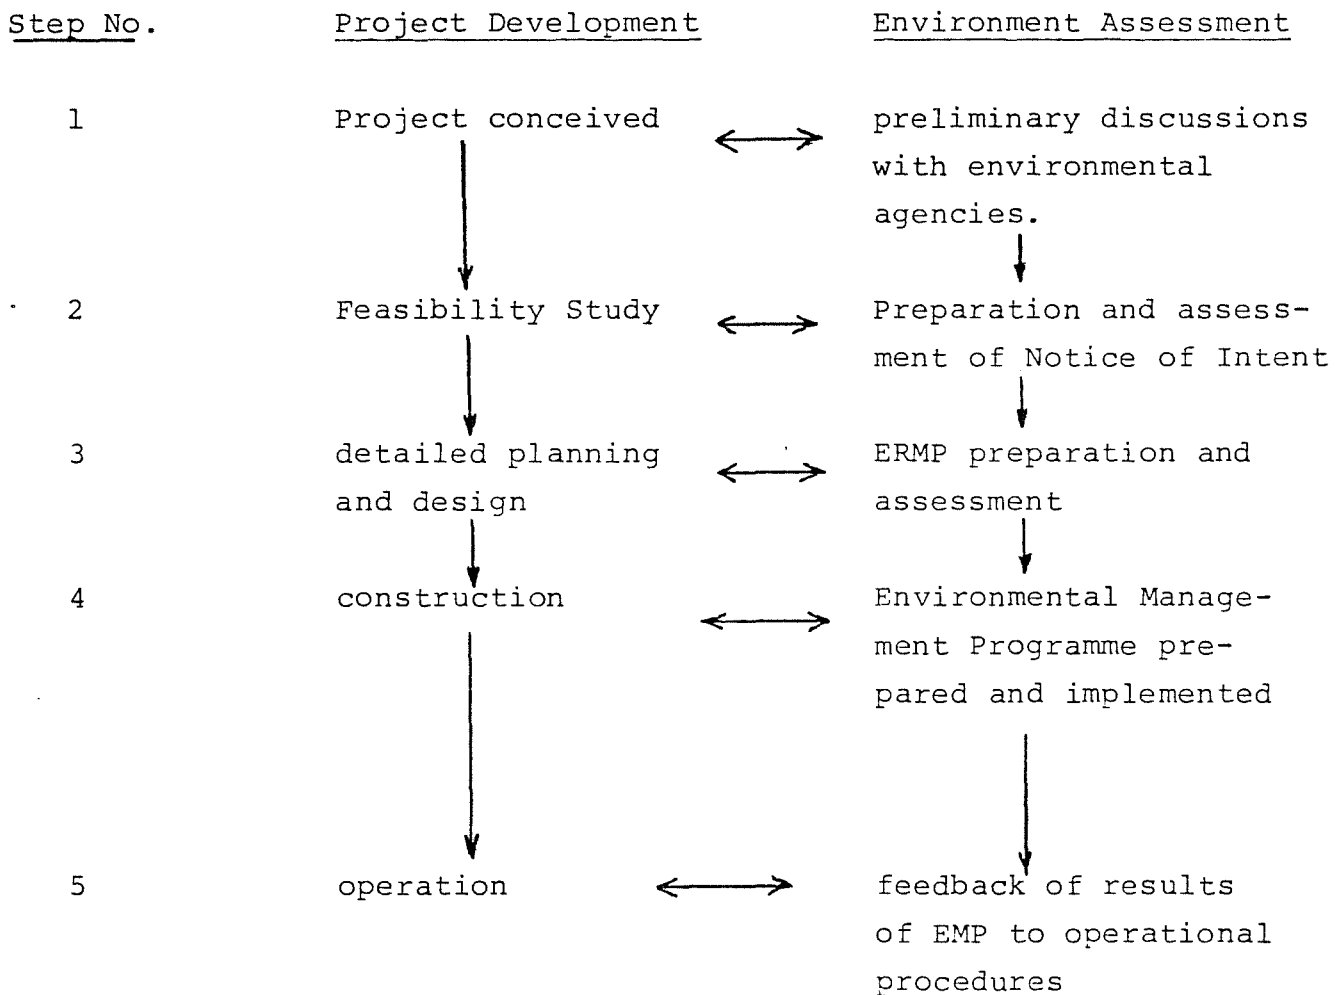 Step No. Project Development Environment Assessment
1 Project conceived preliminary discussions
with environmental
agencies.
2 Feasibility Study Preparation and assess-
ment of Notice of Intent
3 detailed planning ERMP preparation and
and design assessment
4 construction Environmental Manage-
ment Programme pre-
pared and implemented
5 operation feedback of results
of EMP to operational
procedures